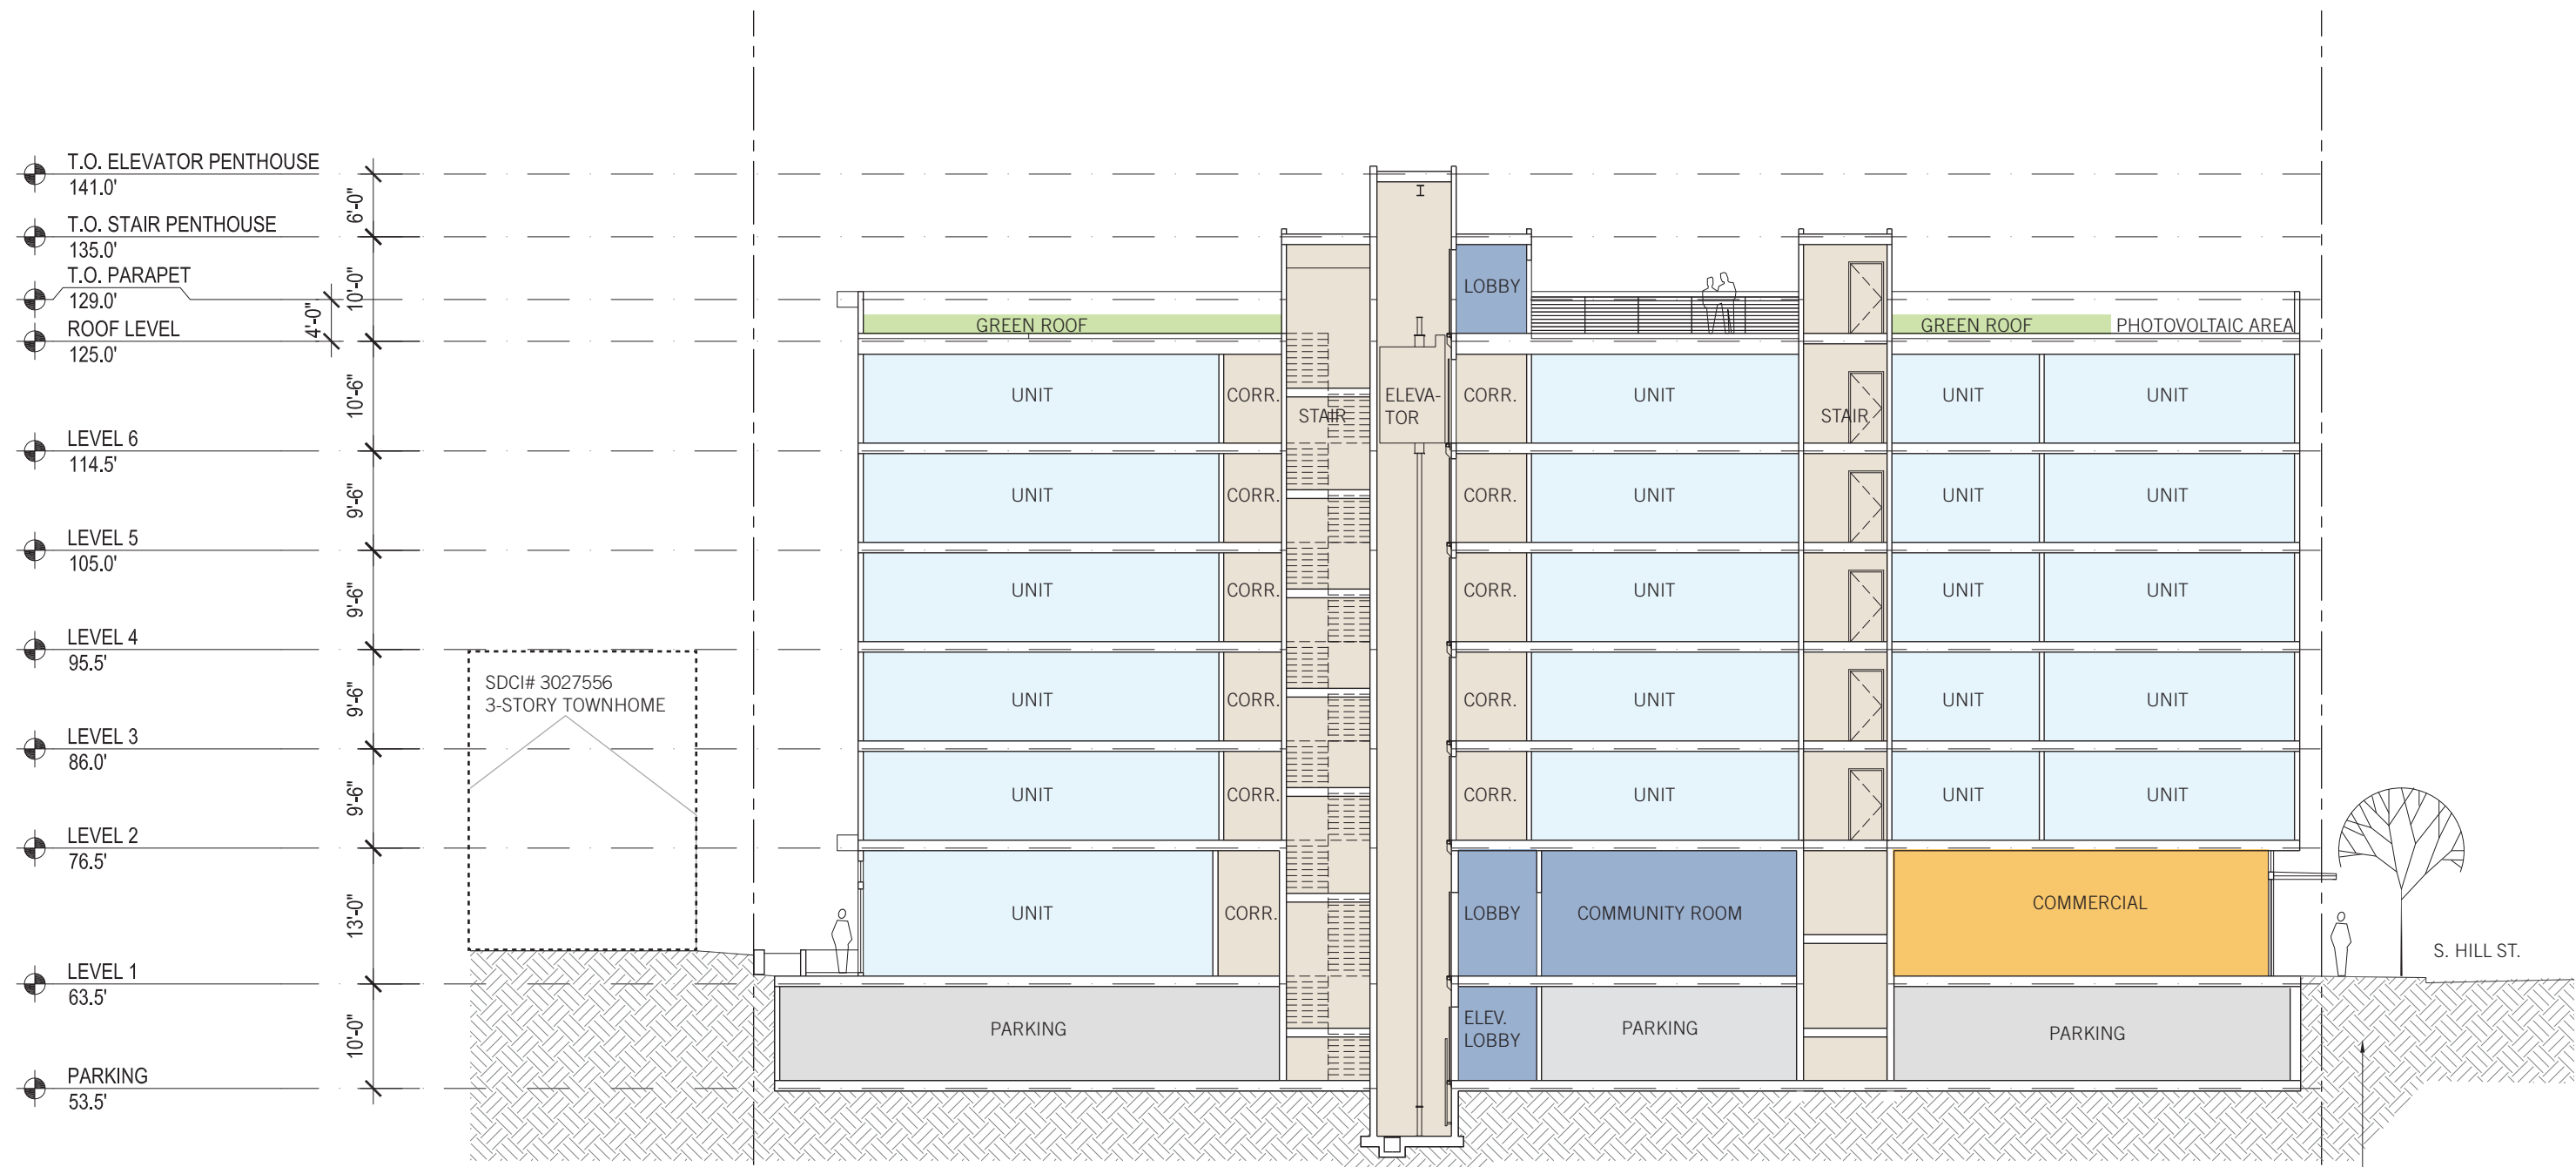 T.O. ELEVATOR PENTHOUSE
141.0'
6'-0"
T.O. STAIR PENTHOUSE
135.0'
10'-0"
T.O. PARAPET
129.0'
4'-0"
ROOF LEVEL
125.0'
10'-6"
LEVEL 6
114.5'
9'-6"
LEVEL 5
105.0'
9'-6"
LEVEL 4
95.5'
9'-6"
LEVEL 3
86.0'
9'-6"
LEVEL 2
76.5'
13'-0"
LEVEL 1
63.5'
10'-0"
PARKING
53.5'
SDCI# 3027556
3-STORY TOWNHOME
LOBBY
GREEN ROOF
GREEN ROOF
PHOTOVOLTAIC AREA
UNIT
CORR.
STAIR
ELEVA-
TOR
CORR.
UNIT
STAIR
UNIT
UNIT
UNIT
CORR.
CORR.
UNIT
UNIT
UNIT
UNIT
CORR.
CORR.
UNIT
UNIT
UNIT
UNIT
CORR.
CORR.
UNIT
UNIT
UNIT
UNIT
CORR.
CORR.
UNIT
UNIT
UNIT
UNIT
CORR.
LOBBY
COMMUNITY ROOM
COMMERCIAL
S. HILL ST.
PARKING
ELEV.
LOBBY
PARKING
PARKING